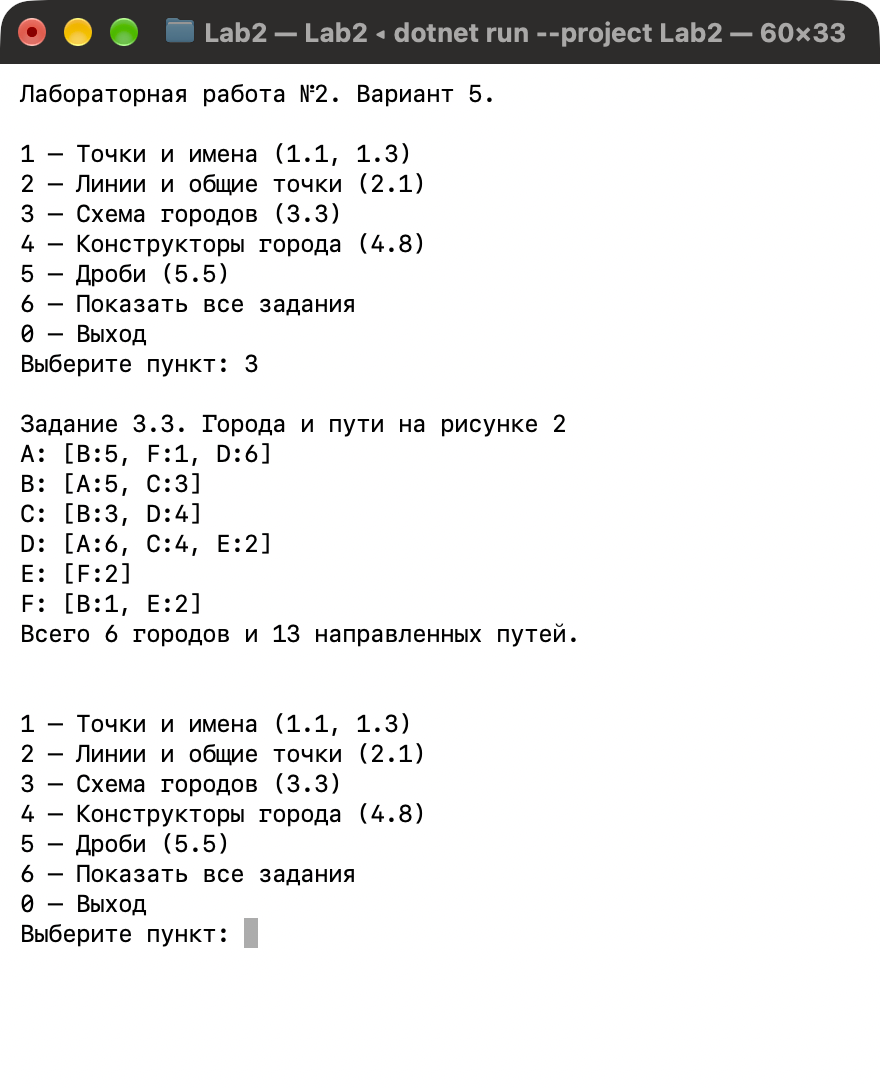 Lab2 — Lab2 ◂ dotnet run --project Lab2 — 60×33
Лабораторная работа №2. Вариант 5.
1 — Точки и имена (1.1, 1.3)
2 — Линии и общие точки (2.1)
3 — Схема городов (3.3)
4 — Конструкторы города (4.8)
5 — Дроби (5.5)
6 — Показать все задания
0 — Выход
Выберите пункт: 3
Задание 3.3. Города и пути на рисунке 2
A: [B:5, F:1, D:6]
B: [A:5, C:3]
C: [B:3, D:4]
D: [A:6, C:4, E:2]
E: [F:2]
F: [B:1, E:2]
Всего 6 городов и 13 направленных путей.
1 — Точки и имена (1.1, 1.3)
2 — Линии и общие точки (2.1)
3 — Схема городов (3.3)
4 — Конструкторы города (4.8)
5 — Дроби (5.5)
6 — Показать все задания
0 — Выход
Выберите пункт: